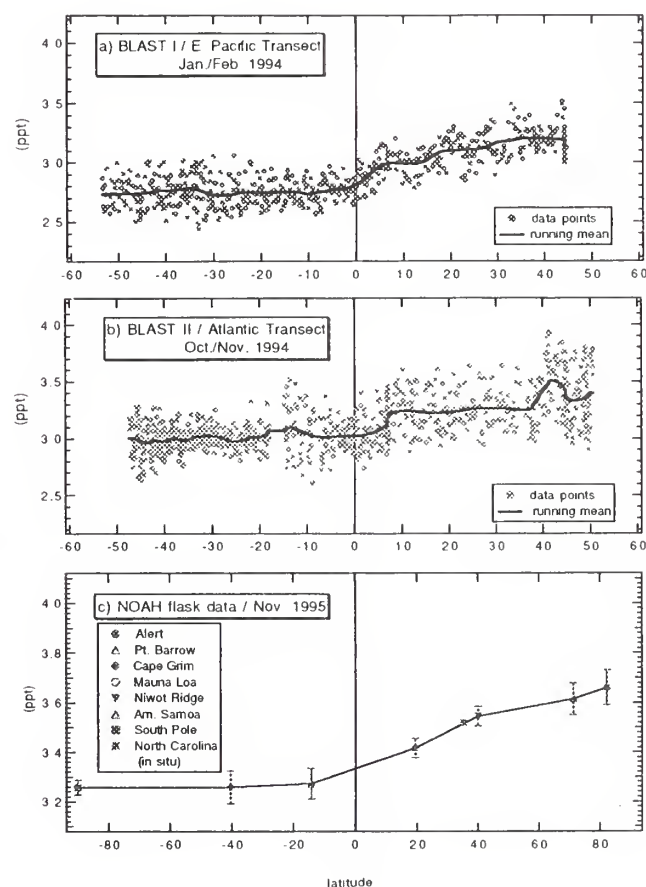 4.0
3.5
3.0
2.5
(ppt)
a) BLAST I / E Pacific Transect
Jan./Feb 1994
data points
running mean
-60 -50 -40 -30 -20 -10 0 10 20 30 40 50 60
4.0
3.5
3.0
2.5
(ppt)
b) BLAST II / Atlantic Transect
Oct./Nov. 1994
data points
running mean
-60 -50 -40 -30 -20 -10 0 10 20 30 40 50 60
4.0
3.8
3.6
3.4
3.2
(ppt)
c) NOAH flask data / Nov 1995
Alert
Pt. Barrow
Cape Grim
Mauna Loa
Niwot Ridge
Am. Samoa
South Pole
North Carolina
(in situ)
-80 -60 -40 -20 0 20 40 60 80
latitude